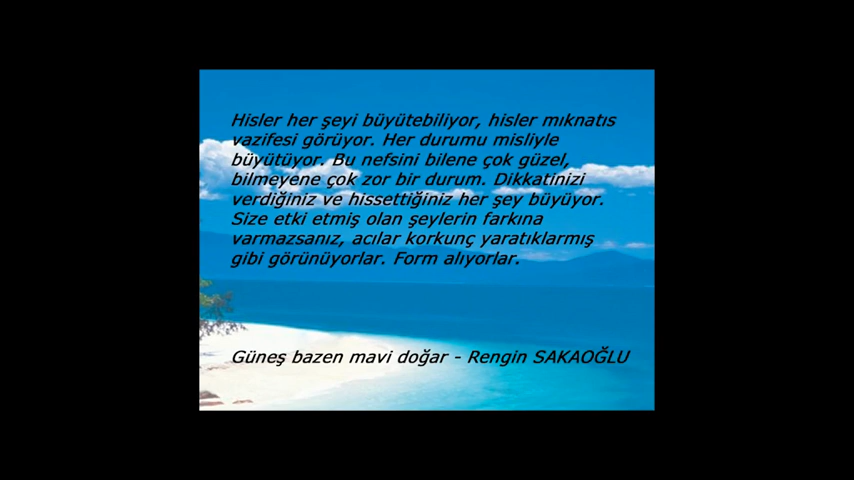 Hisler her şeyi büyütebiliyor, hisler mıknatıs
vazifesi görüyor. Her durumu misliyle
büyütüyor. Bu nefsini bilene çok güzel,
bilmeyene çok zor bir durum. Dikkatinizi
verdiğiniz ve hissettiğiniz her şey büyüyor.
Size etki etmiş olan şeylerin farkına
varmazsanız, acılar korkunç yaratıklarmış
gibi görünüyorlar. Form alıyorlar.
Güneş bazen mavi doğar - Rengin SAKAOĞLU